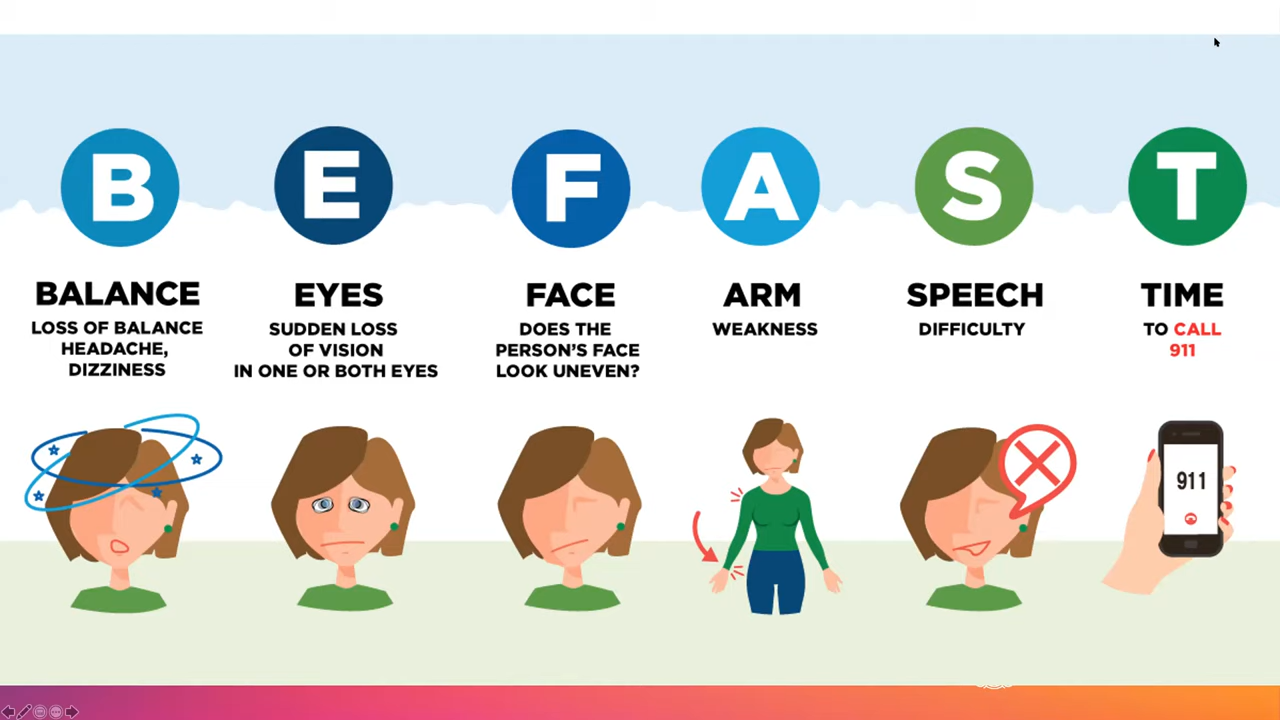 B
BALANCE
LOSS OF BALANCE
HEADACHE,
DIZZINESS
E
EYES
SUDDEN LOSS
OF VISION
IN ONE OR BOTH EYES
F
FACE
DOES THE
PERSON'S FACE
LOOK UNEVEN?
A
ARM
WEAKNESS
S
SPEECH
DIFFICULTY
T
TIME
TO CALL
911
911